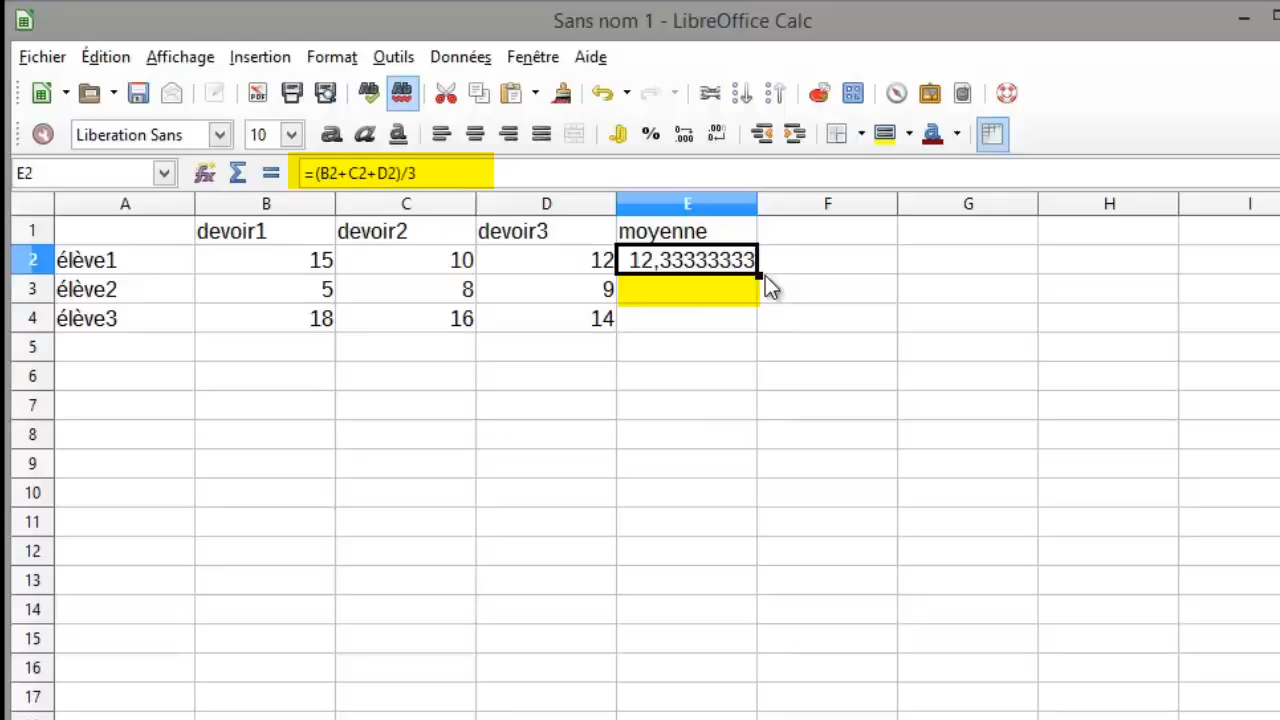 Sans nom 1 - LibreOffice Calc
Fichier Édition Affichage Insertion Format Outils Données Fenêtre Aide
Liberation Sans 10
E2 =(B2+C2+D2)/3
A B C D E F G H I
1 devoir1 devoir2 devoir3 moyenne
2 élève1 15 10 12 12,33333333
3 élève2 5 8 9
4 élève3 18 16 14
5
6
7
8
9
10
11
12
13
14
15
16
17